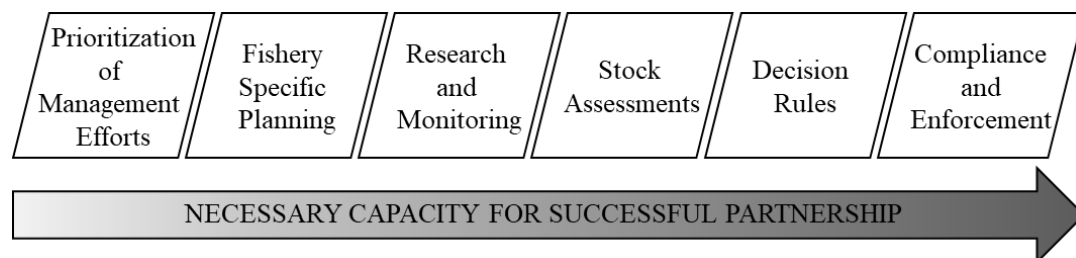 Prioritization
of
Management
Efforts
Fishery
Specific
Planning
Research
and
Monitoring
Stock
Assessments
Decision
Rules
Compliance
and
Enforcement
NECESSARY CAPACITY FOR SUCCESSFUL PARTNERSHIP